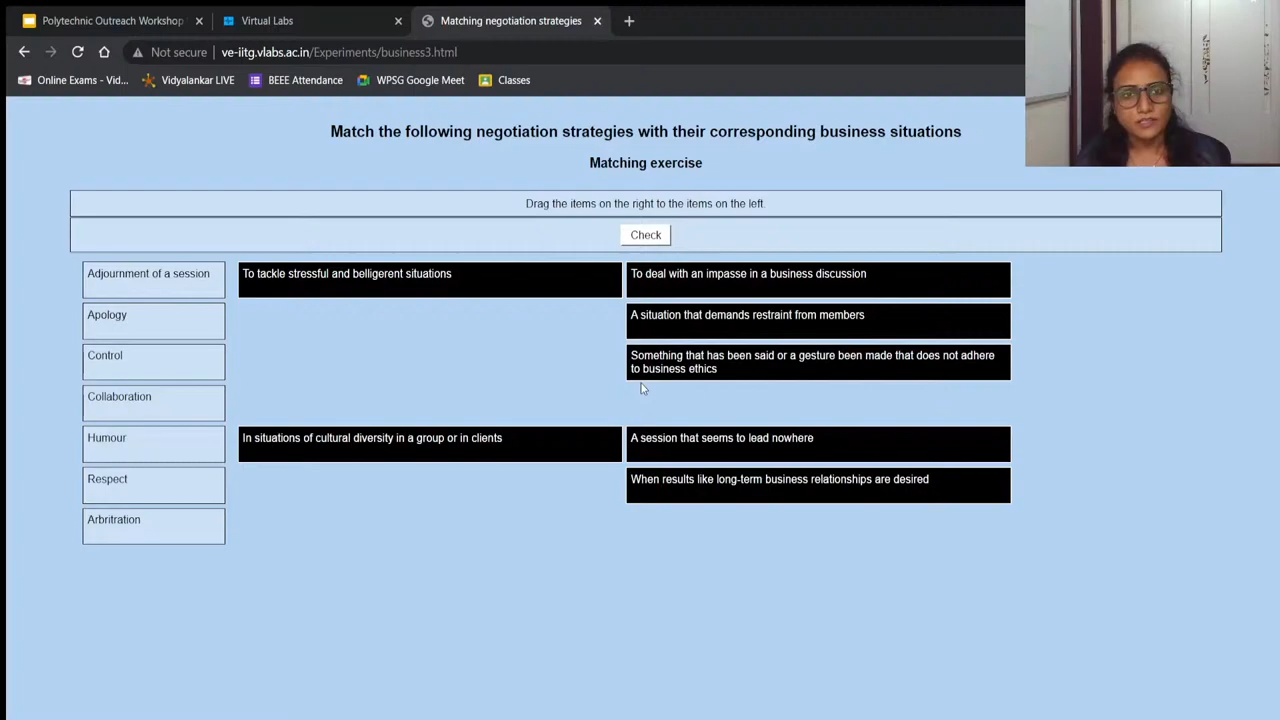 Polytechnic Outreach Workshop
Virtual Labs
Matching negotiation strategies
Not secure
ve-iitg.vlabs.ac.in/Experiments/business3.html
Online Exams - Vid...
Vidyalankar LIVE
BEEE Attendance
WPSG Google Meet
Classes
Match the following negotiation strategies with their corresponding business situations
Matching exercise
Drag the items on the right to the items on the left.
Check
Adjournment of a session
To tackle stressful and belligerent situations
To deal with an impasse in a business discussion
Apology
A situation that demands restraint from members
Control
Something that has been said or a gesture been made that does not adhere
to business ethics
Collaboration
Humour
In situations of cultural diversity in a group or in clients
A session that seems to lead nowhere
Respect
When results like long-term business relationships are desired
Arbritration